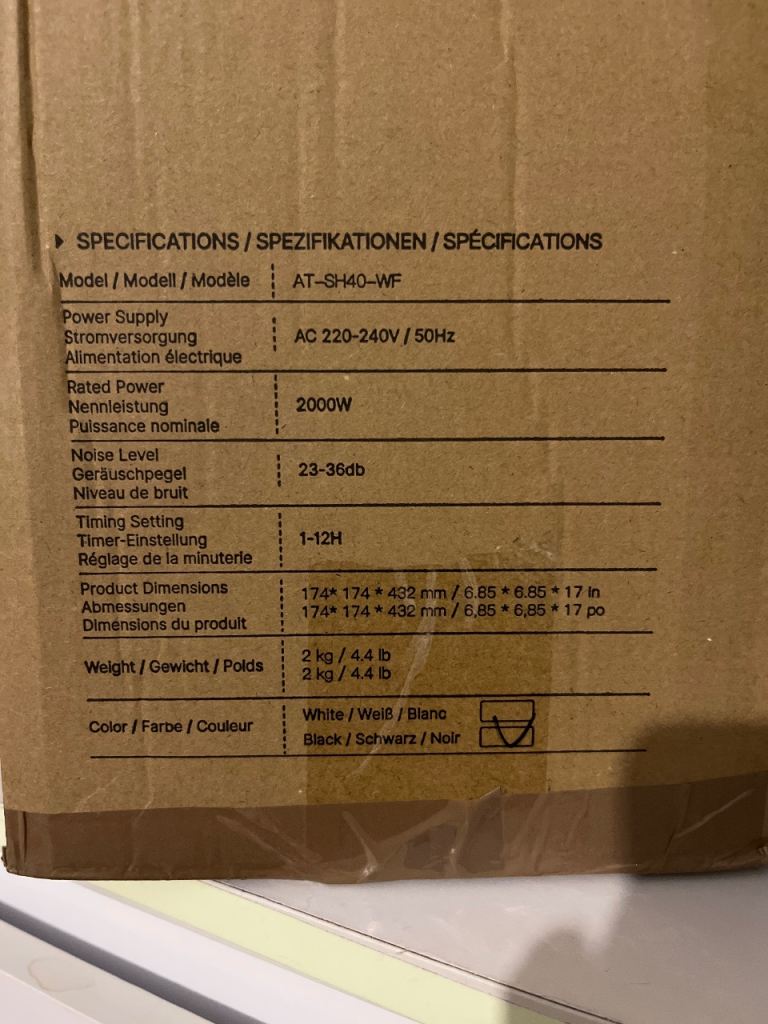 SPECIFICATIONS / SPEZIFIKATIONEN / SPÉCIFICATIONS
Model / Modell / Modèle AT-SH40-WF
Power Supply
Stromversorgung
Alimentation électrique
AC 220-240V / 50Hz
Rated Power
Nennleistung
Puissance nominale
2000W
Noise Level
Geräuschpegel
Niveau de bruit
23-36db
Timing Setting
Timer-Einstellung
Réglage de la minuterie
1-12H
Product Dimensions
Abmessungen
Dimensions du produit
174* 174 * 432 mm / 6.85 * 6.85 * 17 in
174* 174 * 432 mm / 6,85 * 6,85 * 17 po
Weight / Gewicht / Poids
2 kg / 4.4 lb
2 kg / 4.4 lb
Color / Farbe / Couleur
White / Weiß / Blanc
Black / Schwarz / Noir